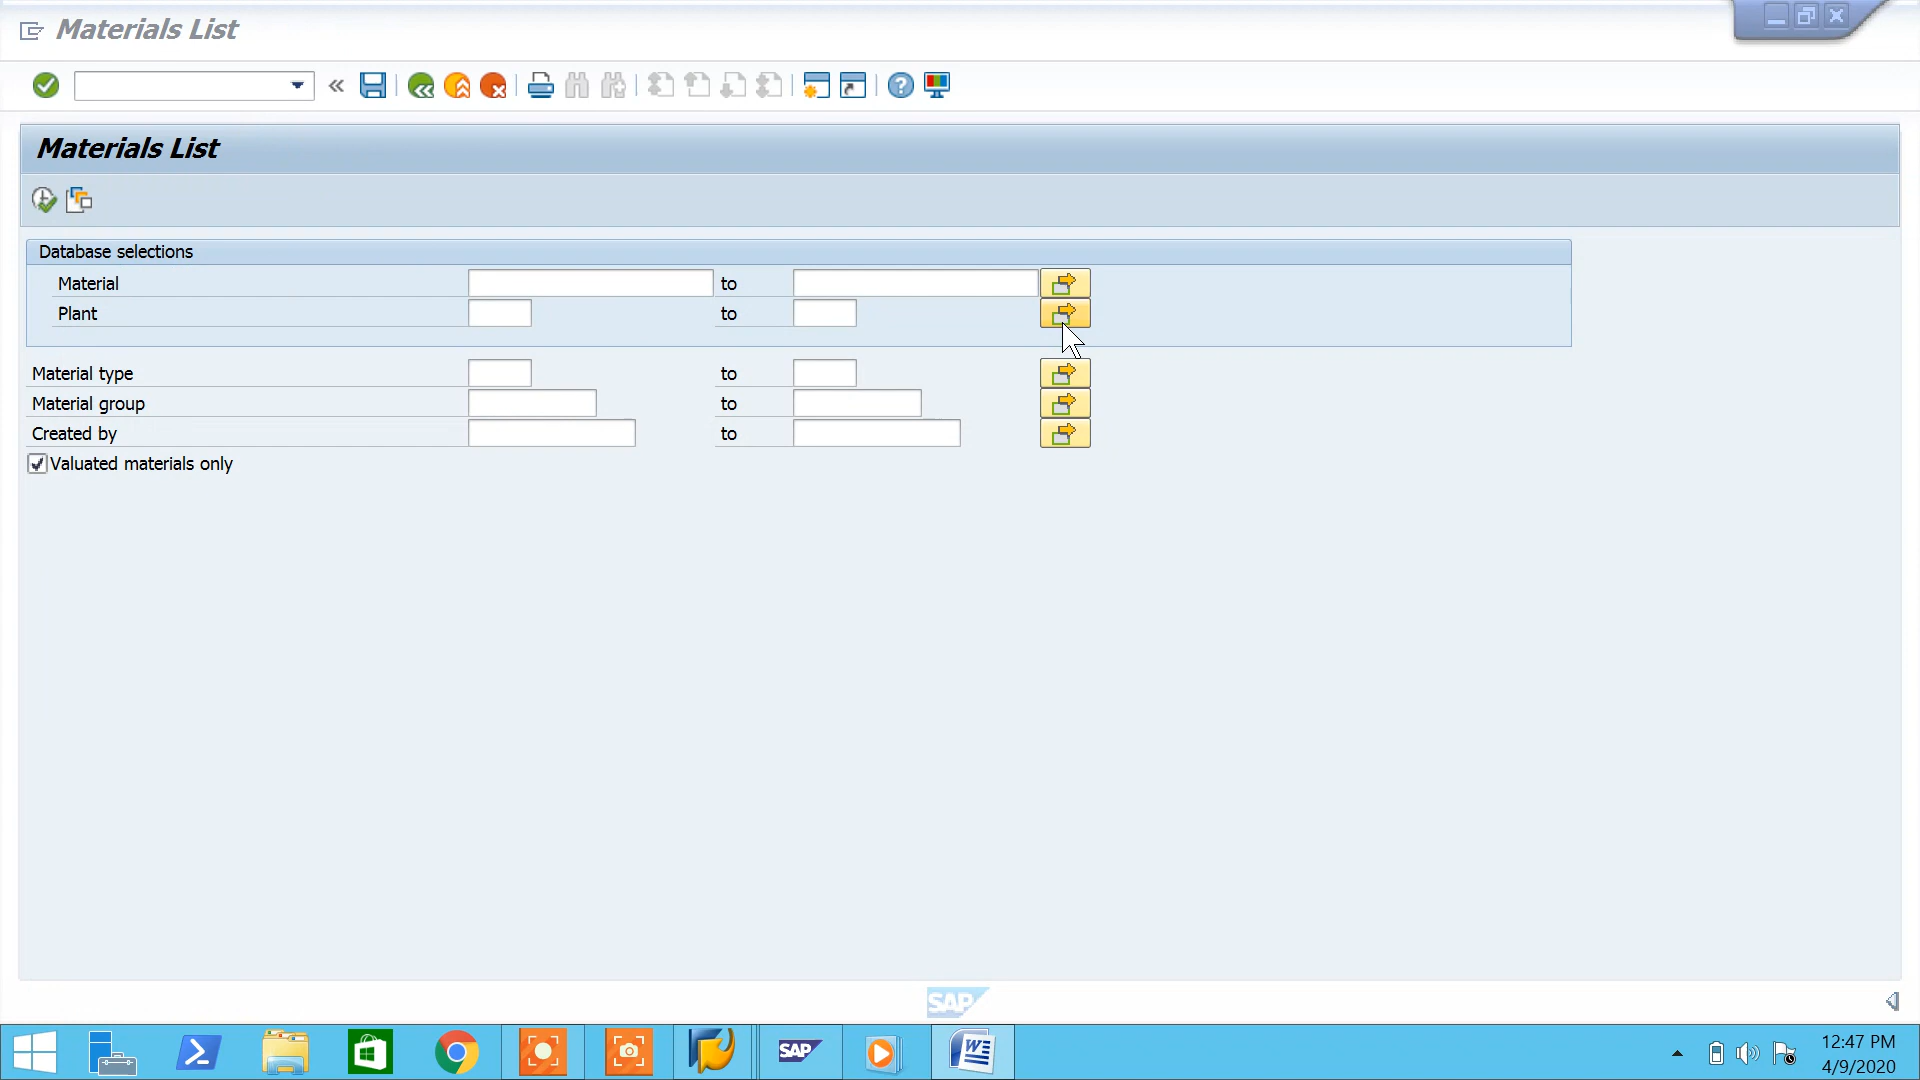 Materials List
Materials List
Database selections
Material to
Plant to
Material type to
Material group to
Created by to
Valuated materials only
SAP
SAP
12:47 PM
4/9/2020